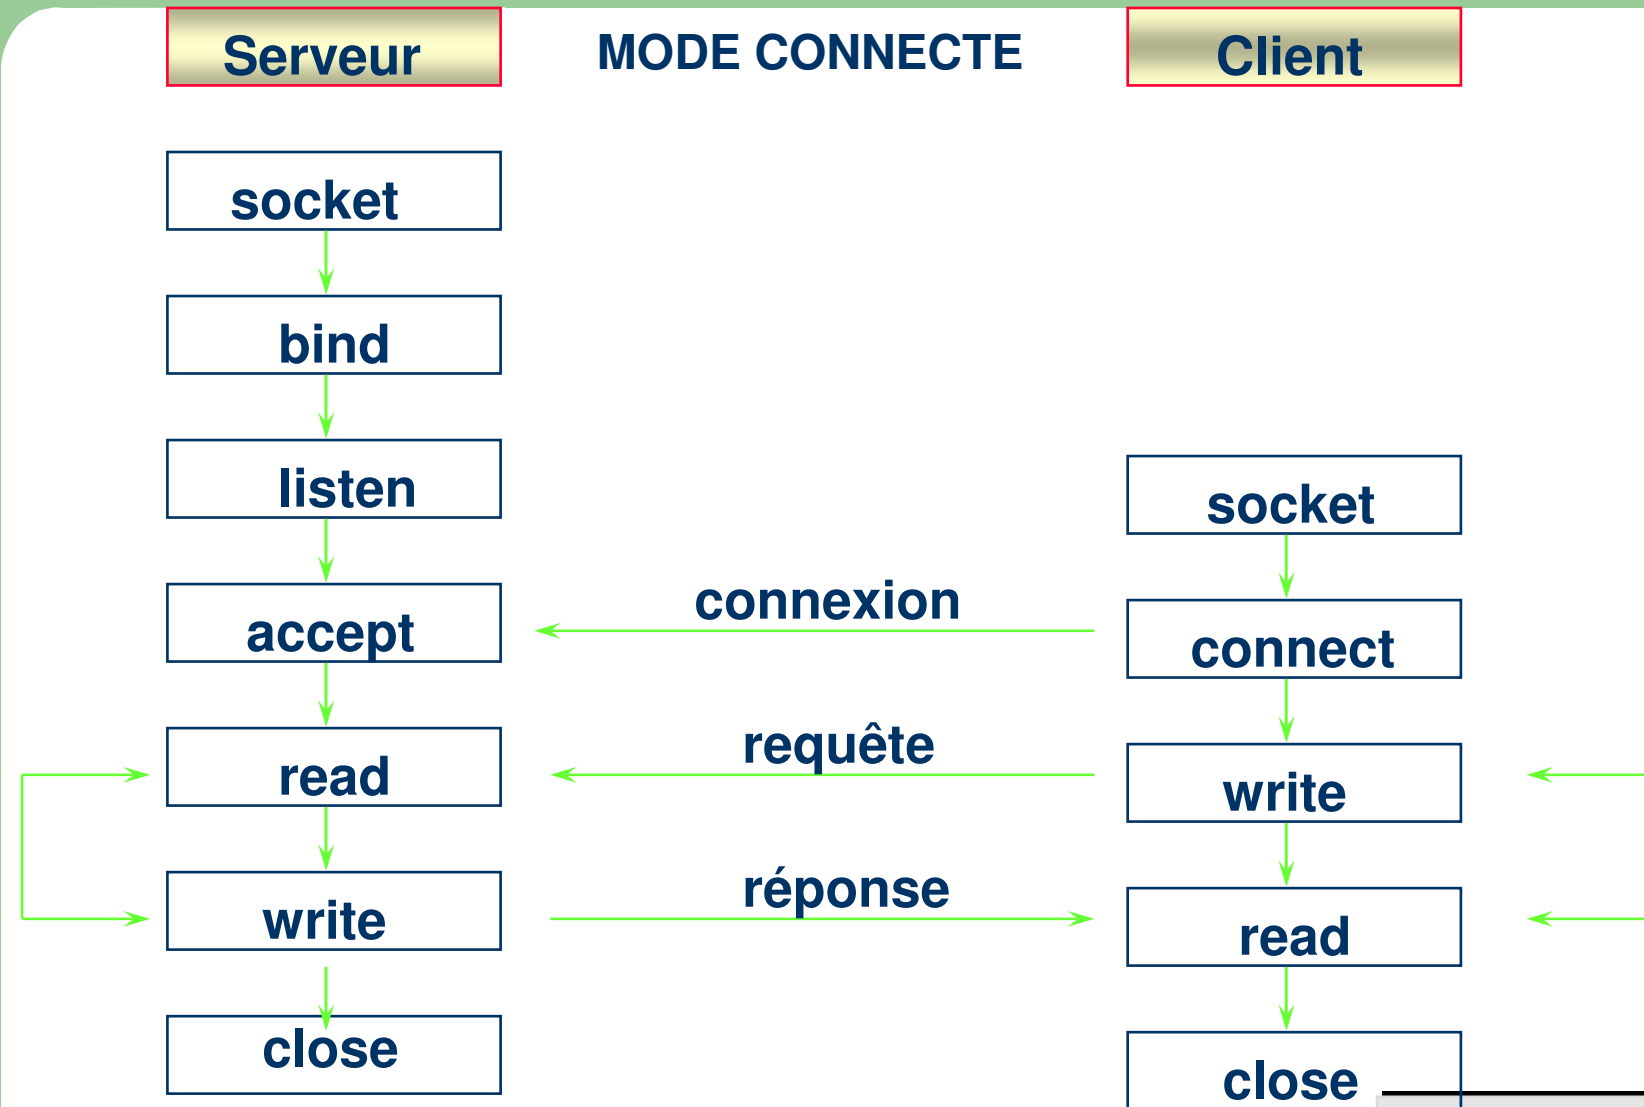 Serveur
MODE CONNECTE
Client
socket
bind
listen
socket
connexion
accept
connect
requête
read
write
réponse
write
read
close
close